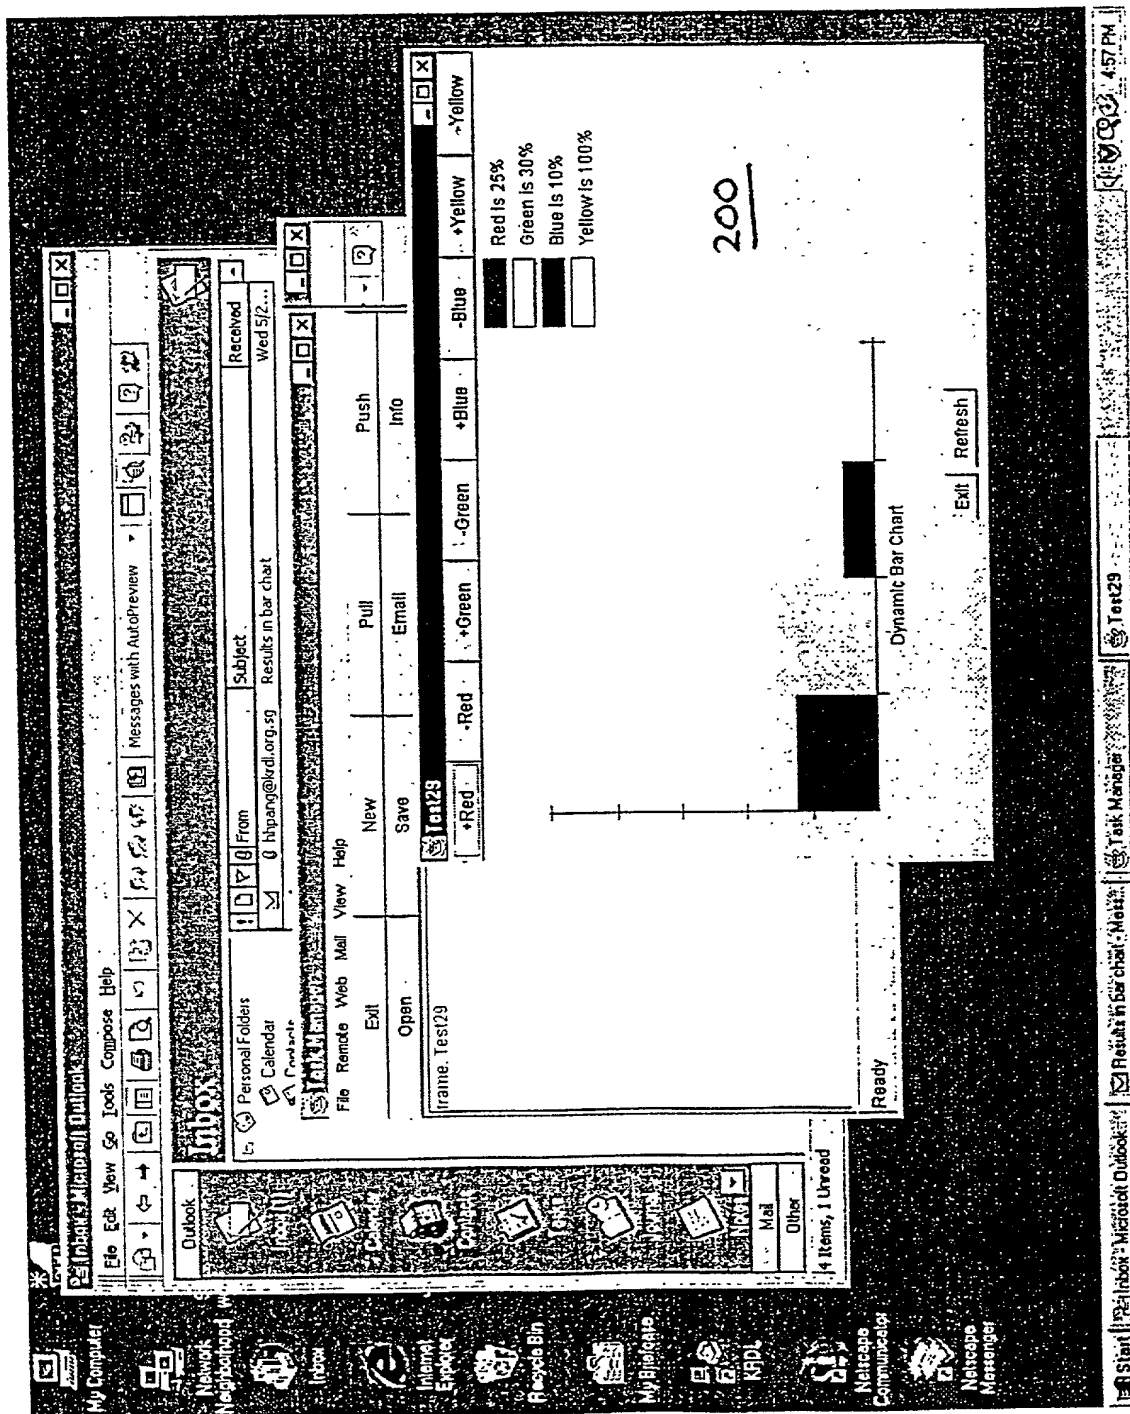 My Computer
Network
Neighborhood
Inbox
Internet
Explorer
Recycle Bin
My Briefcase
KRDL
Netscape
Communicator
Netscape
Messenger
Inbox - Microsoft Outlook
File Edit View Go Tools Compose Help
Messages with AutoPreview
Outlook
Inbox
Mail
Other
4 Items, 1 Unread
Inbox
Personal Folders
Calendar
Contacts
From Subject Received
hhpang@krdl.org.sg Results in bar chart Wed 5/2...
Task Manager
File Remote Web Mail View Help
Exit New Pull Push
Open Save Email Info
frame. Test29
Ready
Test29
+Red -Red +Green -Green +Blue -Blue +Yellow -Yellow
Red is 25%
Green is 30%
Blue is 10%
Yellow is 100%
200
Dynamic Bar Chart
Exit Refresh
Start Inbox - Microsoft Outlook Results in bar chart - Mess... Task Manager Test29 4:57 PM